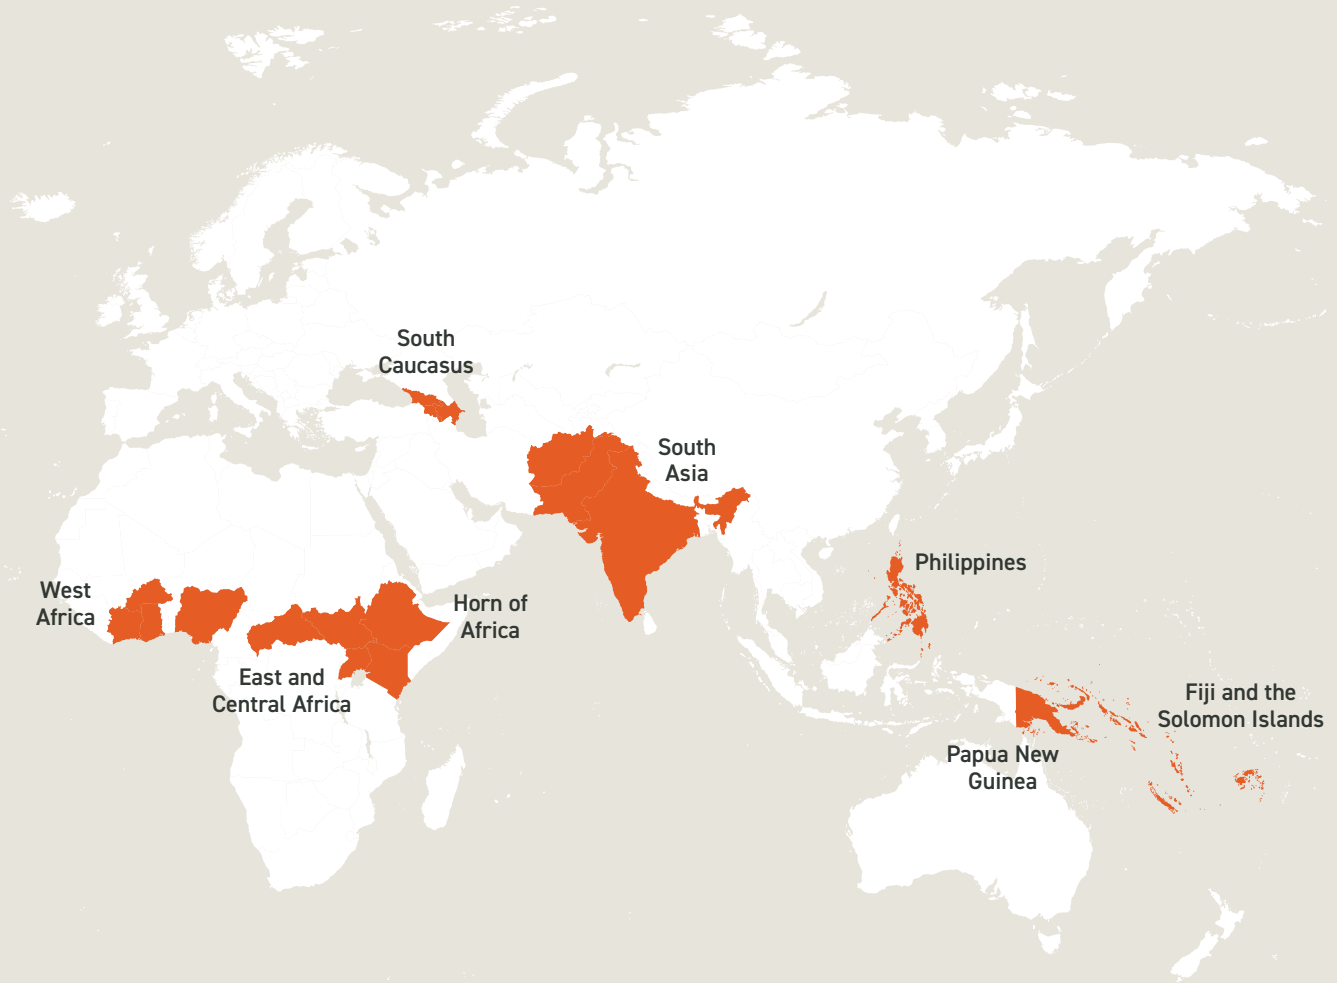 South
Caucasus
South
Asia
Philippines
West
Africa
Horn of
Africa
East and
Central Africa
Fiji and the
Solomon Islands
Papua New
Guinea